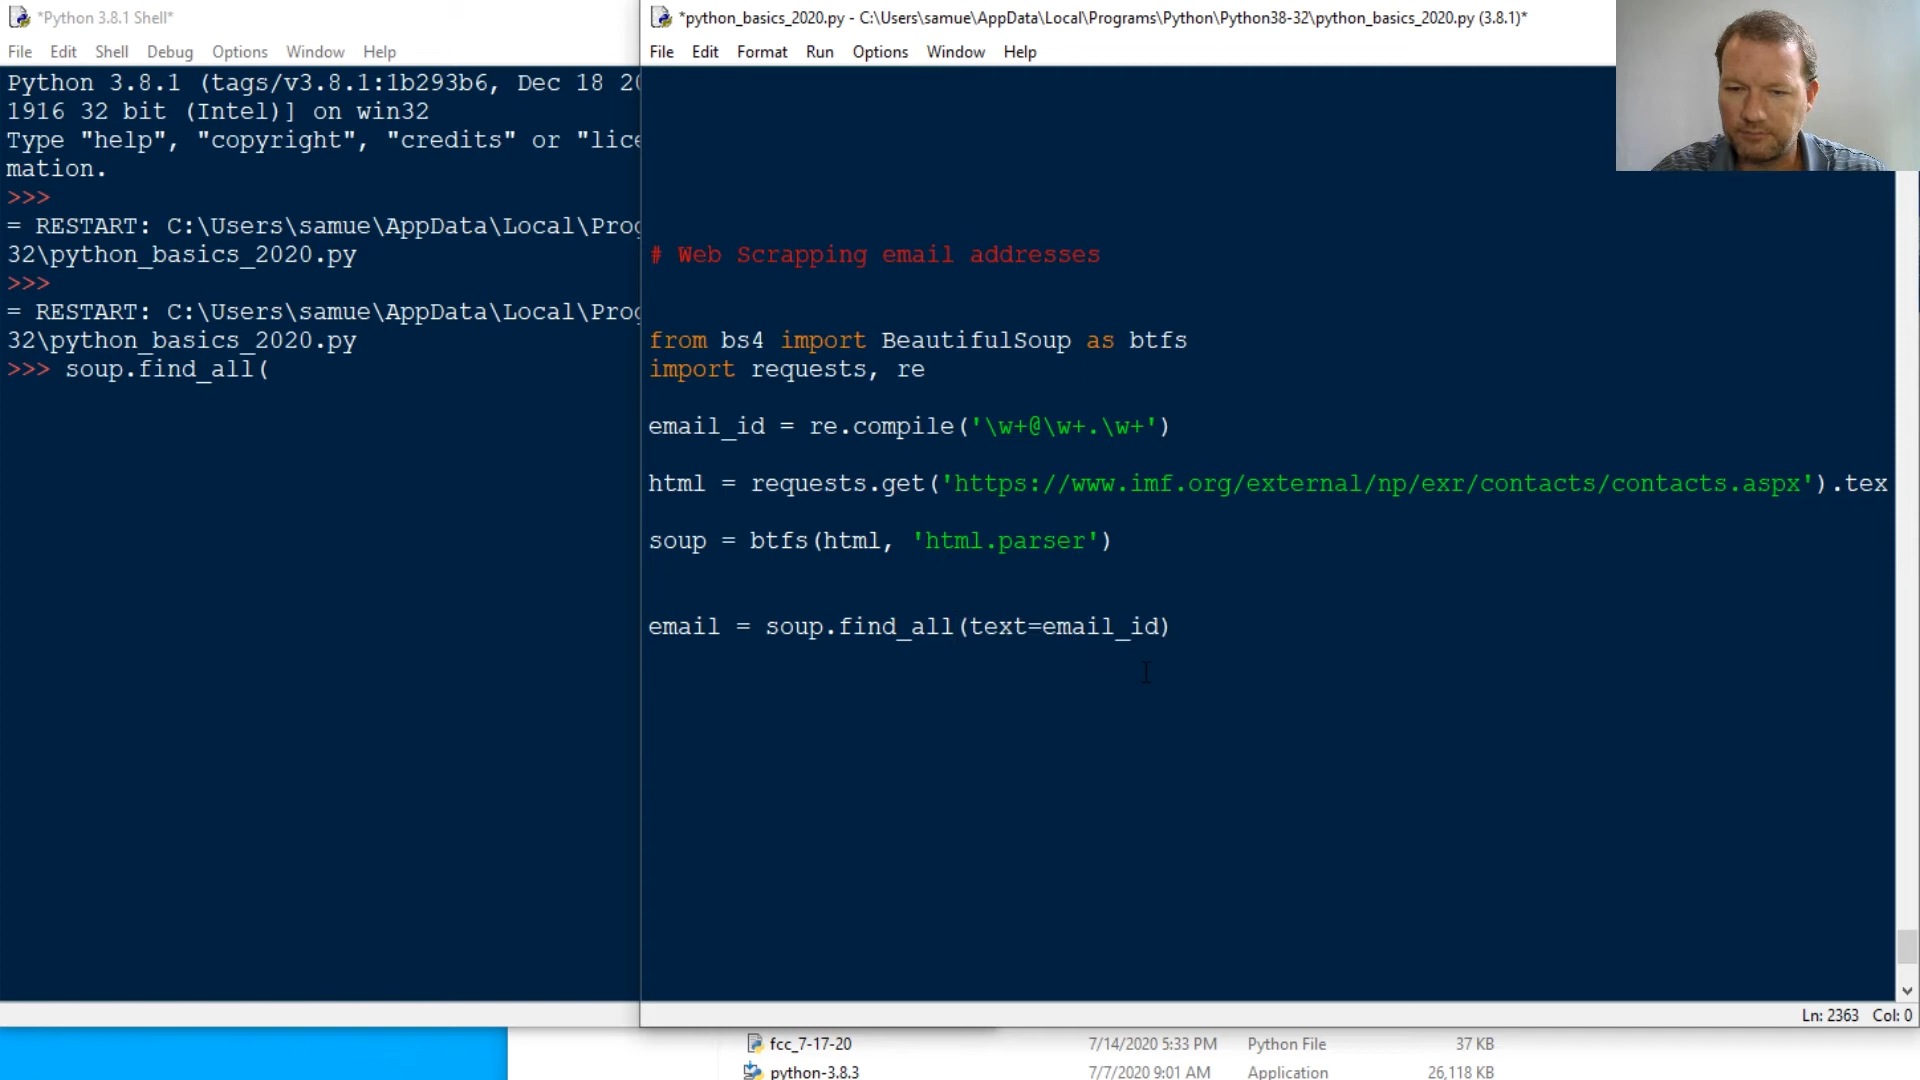 *Python 3.8.1 Shell*
File Edit Shell Debug Options Window Help
Python 3.8.1 (tags/v3.8.1:1b293b6, Dec 18 20
1916 32 bit (Intel)] on win32
Type "help", "copyright", "credits" or "lice
mation.
>>>
= RESTART: C:\Users\samue\AppData\Local\Prog
32\python_basics_2020.py
>>>
= RESTART: C:\Users\samue\AppData\Local\Prog
32\python_basics_2020.py
>>> soup.find_all(
*python_basics_2020.py - C:\Users\samue\AppData\Local\Programs\Python\Python38-32\python_basics_2020.py (3.8.1)*
File Edit Format Run Options Window Help
# Web Scrapping email addresses
from bs4 import BeautifulSoup as btfs
import requests, re
email_id = re.compile('\w+@\w+.\w+')
html = requests.get('https://www.imf.org/external/np/exr/contacts/contacts.aspx').tex
soup = btfs(html, 'html.parser')
email = soup.find_all(text=email_id)
Ln: 2363 Col: 0
fcc_7-17-20 7/14/2020 5:33 PM Python File 37 KB
python-3.8.3 7/7/2020 9:01 AM Application 26,118 KB